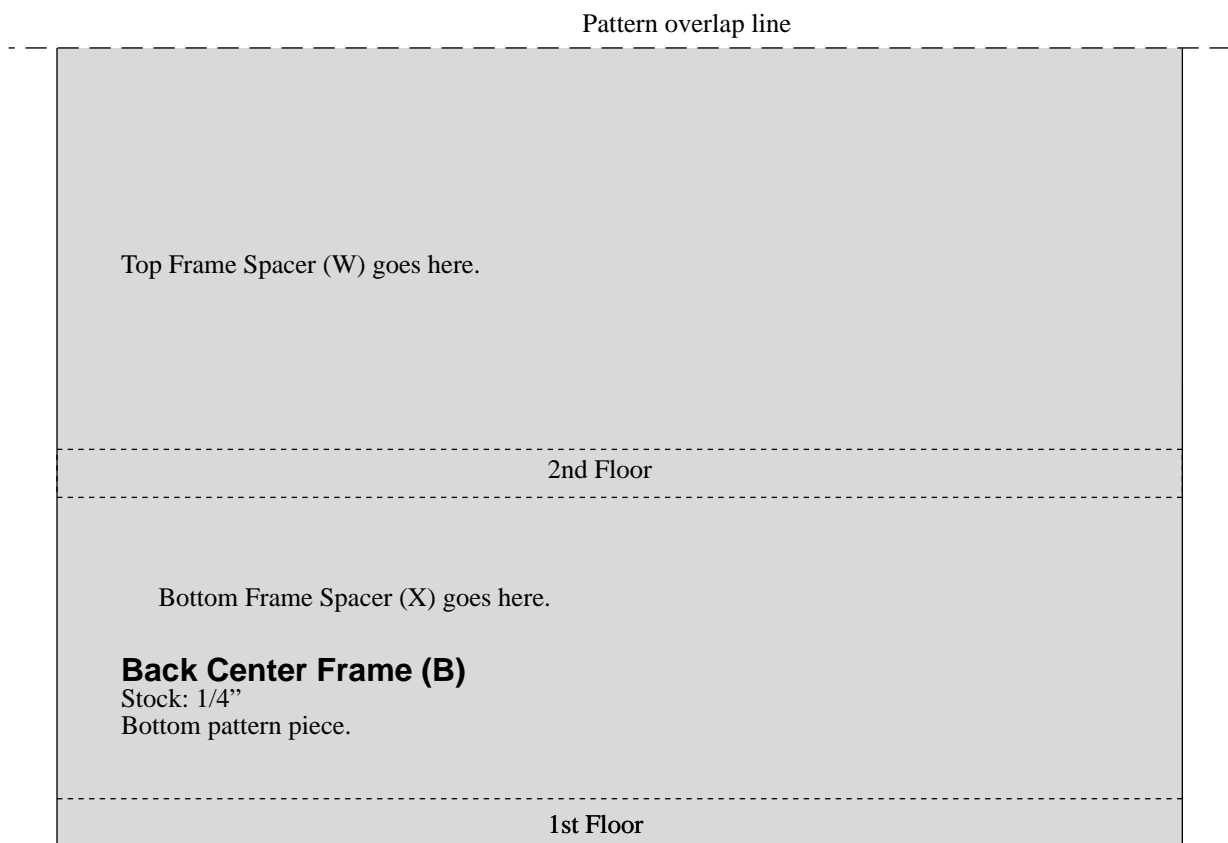 Pattern overlap line
Top Frame Spacer (W) goes here.
2nd Floor
Bottom Frame Spacer (X) goes here.
Back Center Frame (B)
Stock: 1/4”
Bottom pattern piece.
1st Floor